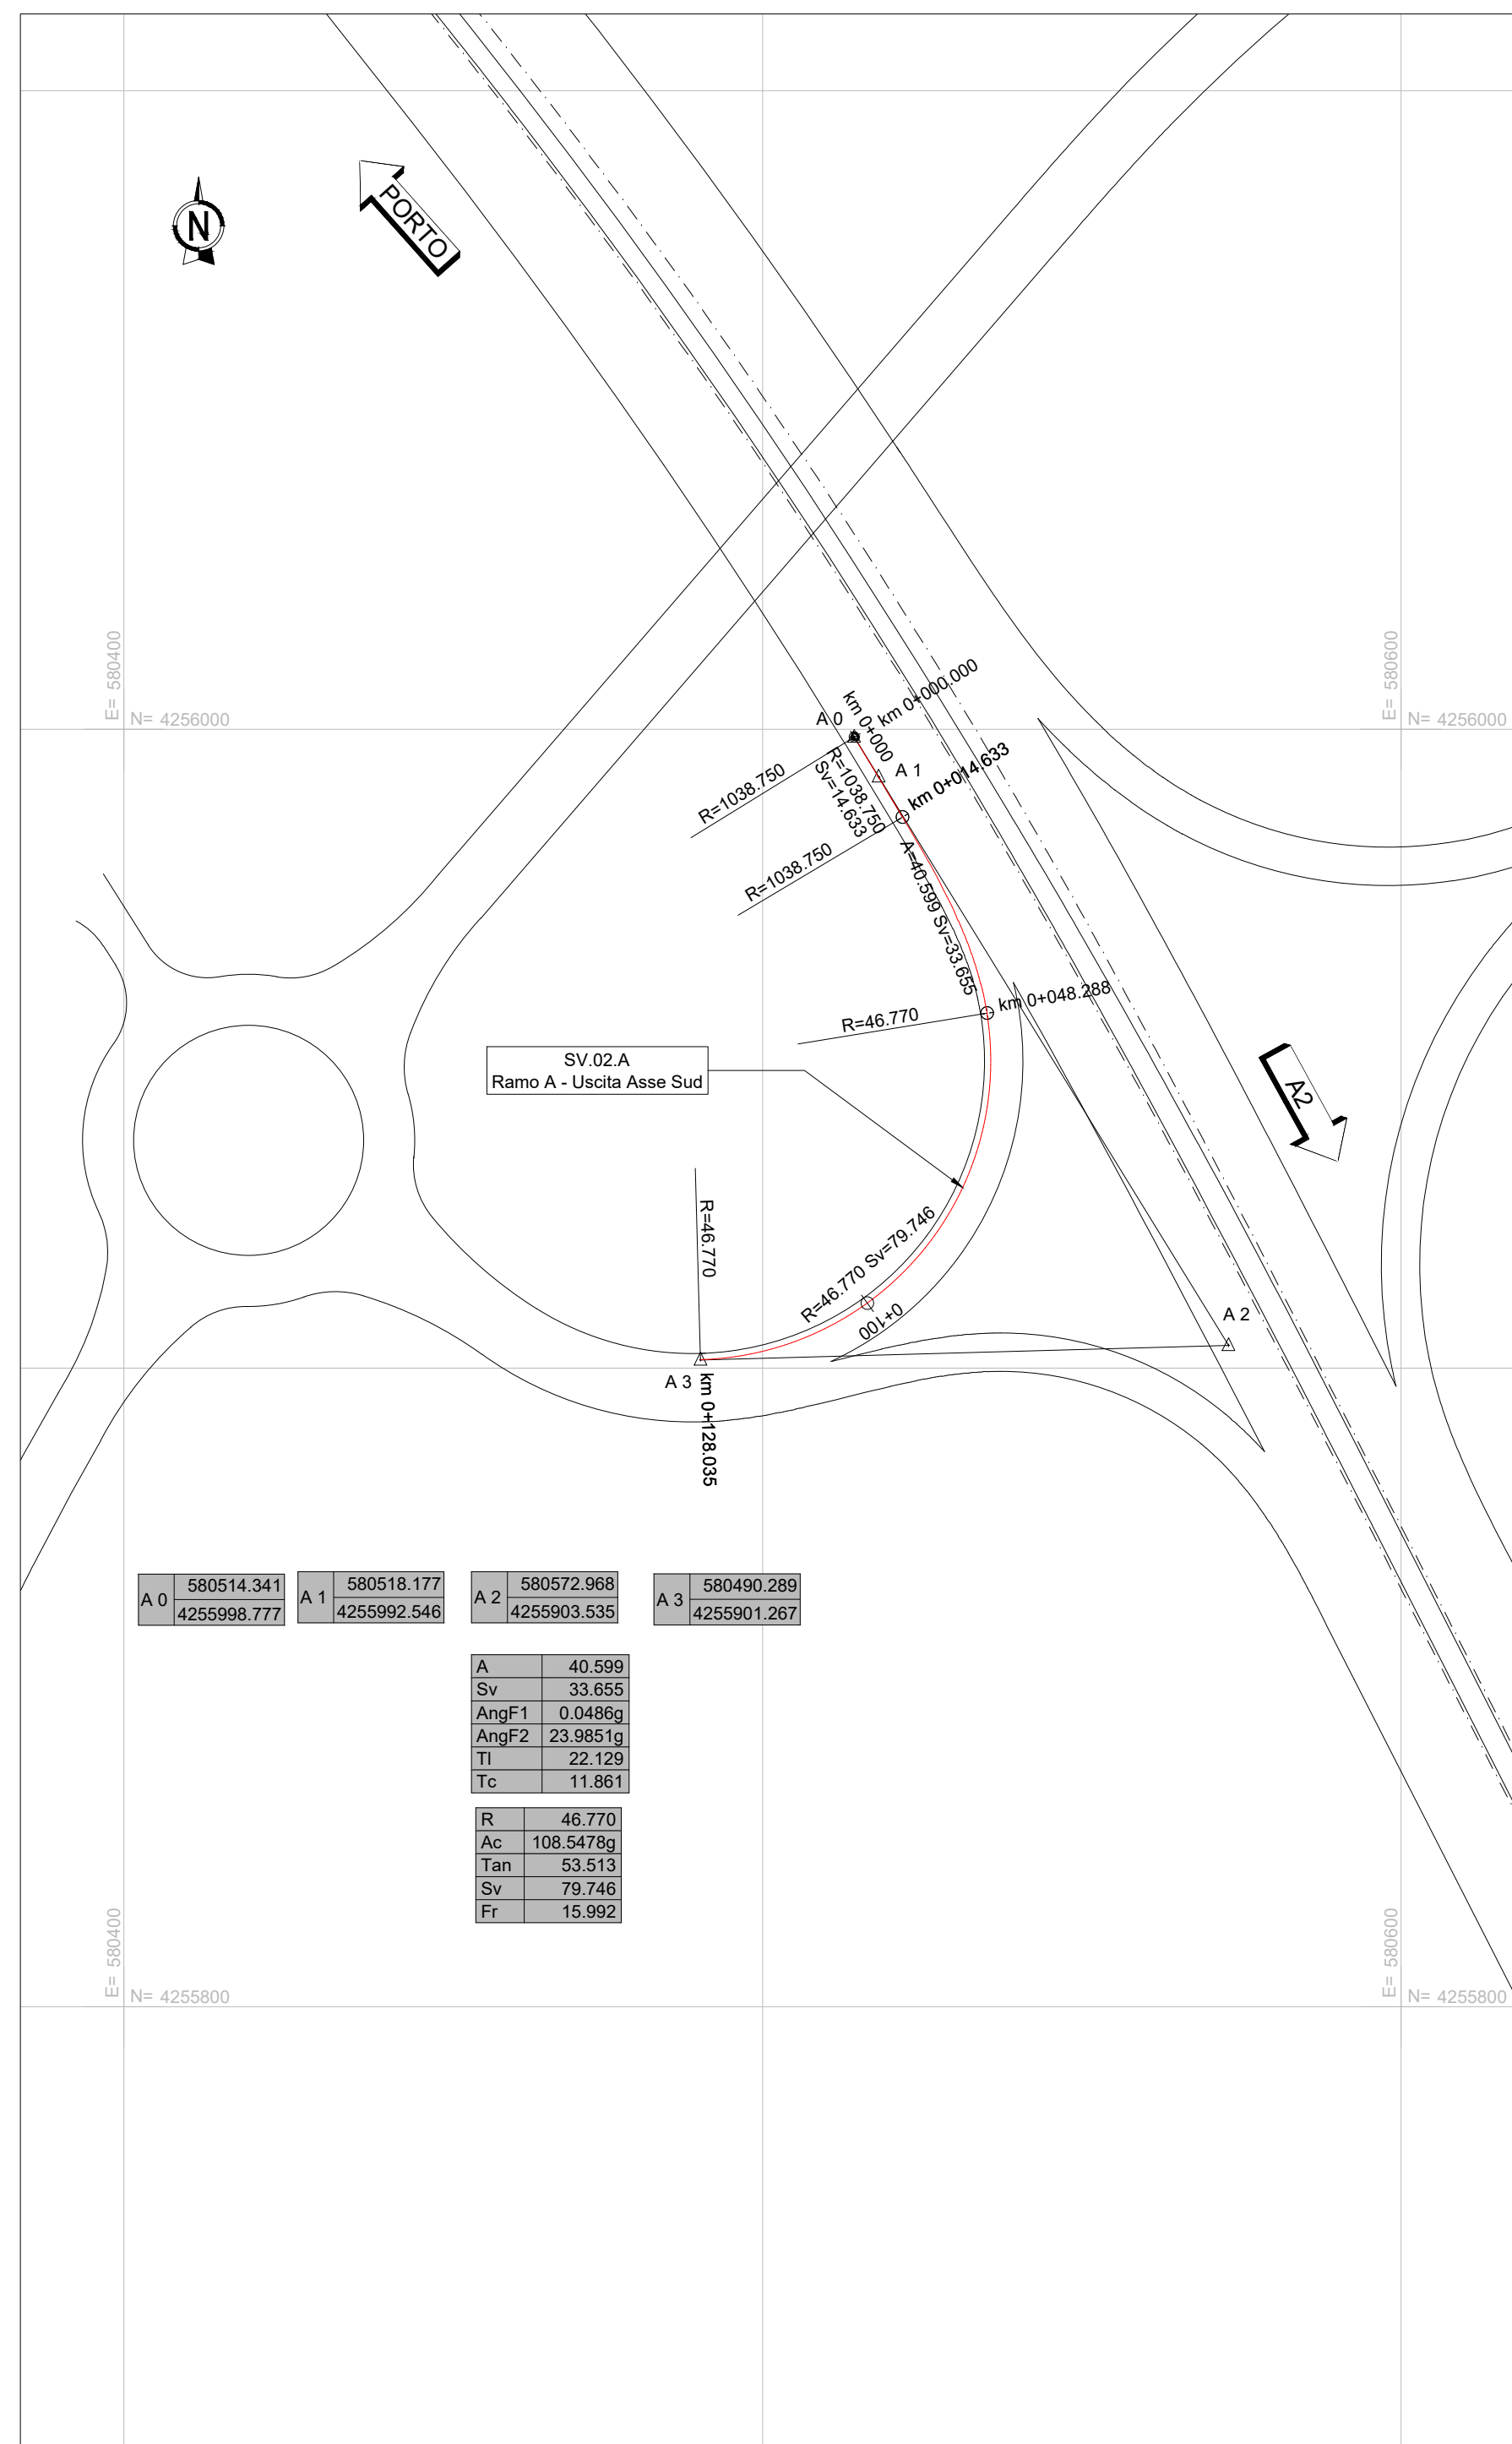 PORTO
N
E= 580400
N= 4256000
E= 580600
N= 4256000
A 0
km 0+000.000
km 0+000
A 1
R=1038.750
R=1038.750
Sv=14.633
km 0+014.633
R=1038.750
A=40.599 Sv=33.655
km 0+048.288
R=46.770
SV.02.A
Ramo A - Uscita Asse Sud
A2
R=46.770
R=46.770 Sv=79.746
0+100
A 2
A 3
km 0+128.035
A 0 580514.341
4255998.777
A 1 580518.177
4255992.546
A 2 580572.968
4255903.535
A 3 580490.289
4255901.267
A 40.599
Sv 33.655
AngF1 0.0486g
AngF2 23.9851g
Tl 22.129
Tc 11.861
R 46.770
Ac 108.5478g
Tan 53.513
Sv 79.746
Fr 15.992
E= 580400
N= 4255800
E= 580600
N= 4255800